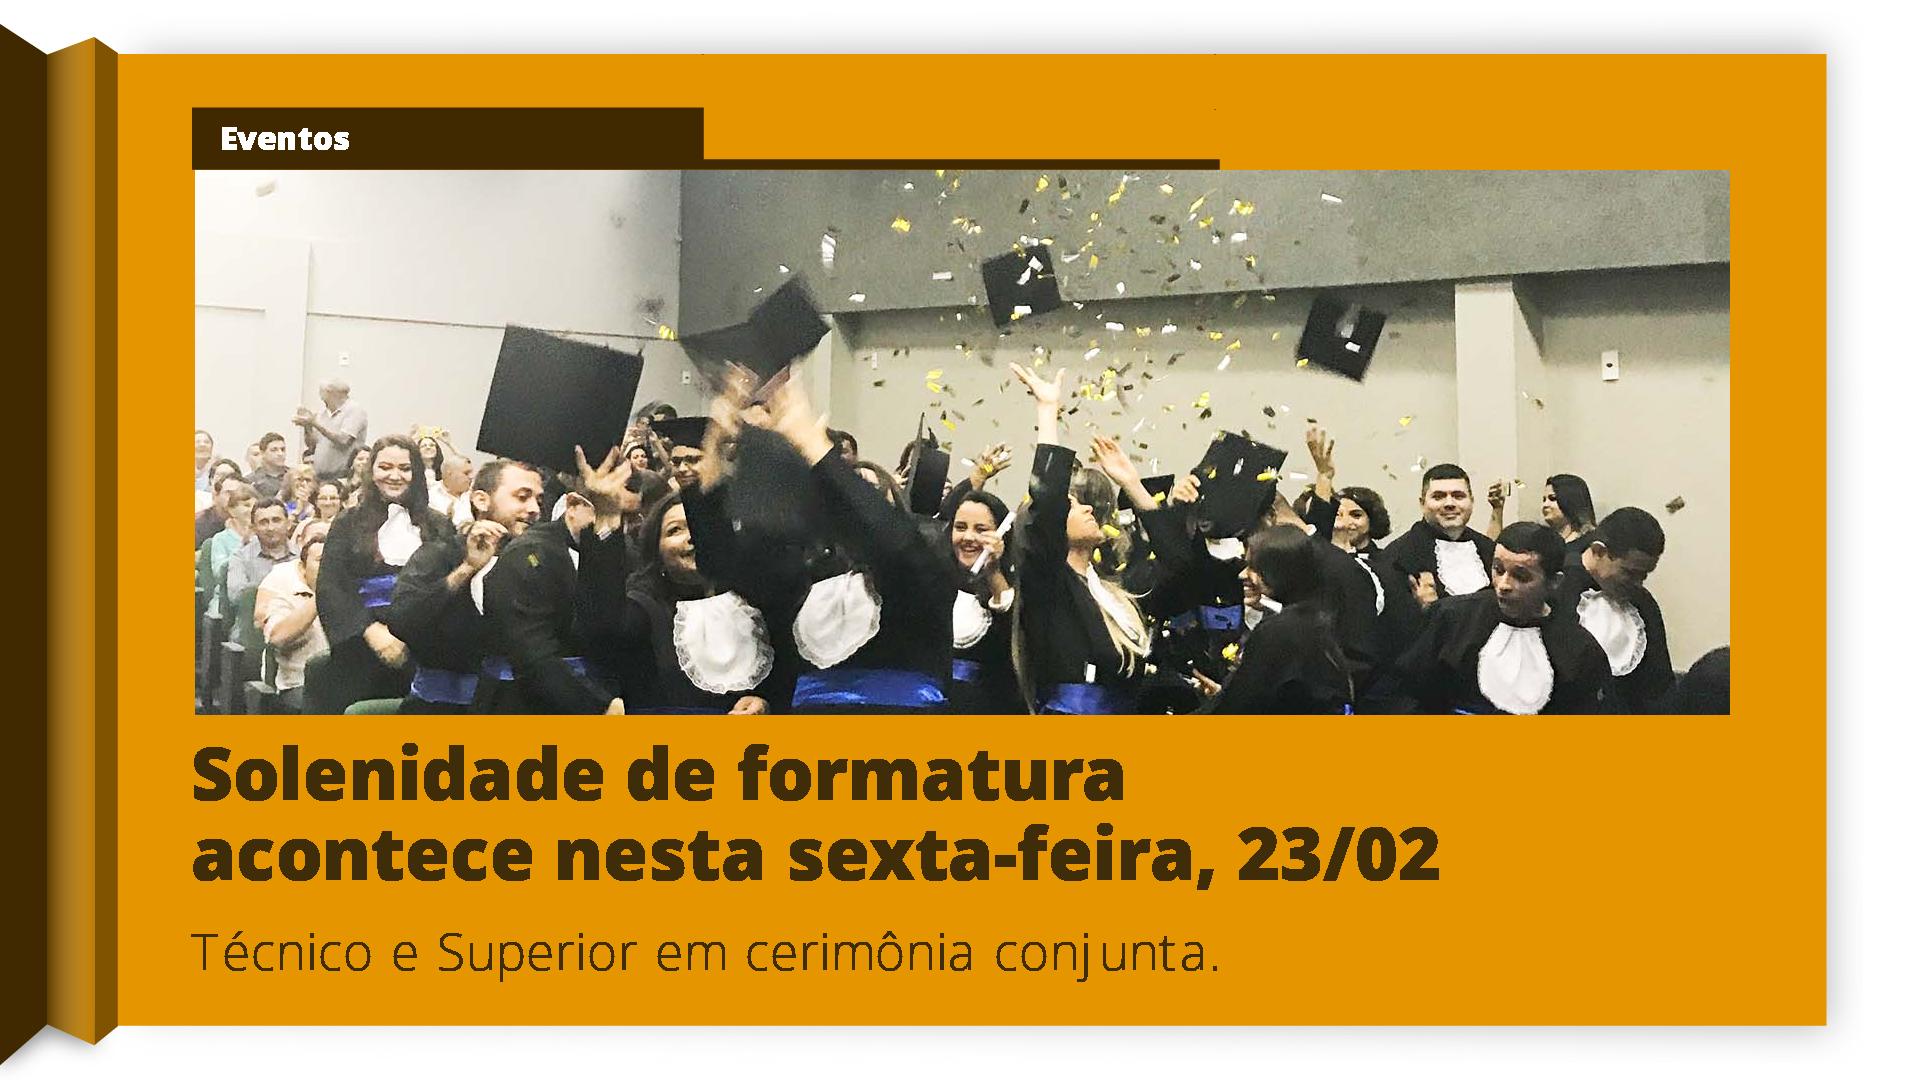 Eventos
Solenidade de formatura
acontece nesta sexta-feira, 23/02
Técnico e Superior em cerimônia conjunta.